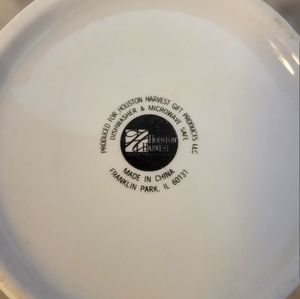 PRODUCED FOR HOUSTON HARVEST GIFT PRODUCTS LLC
DISHWASHER & MICROWAVE SAFE
HOUSTON
HARVEST
MADE IN CHINA
FRANKLIN PARK, IL 60131